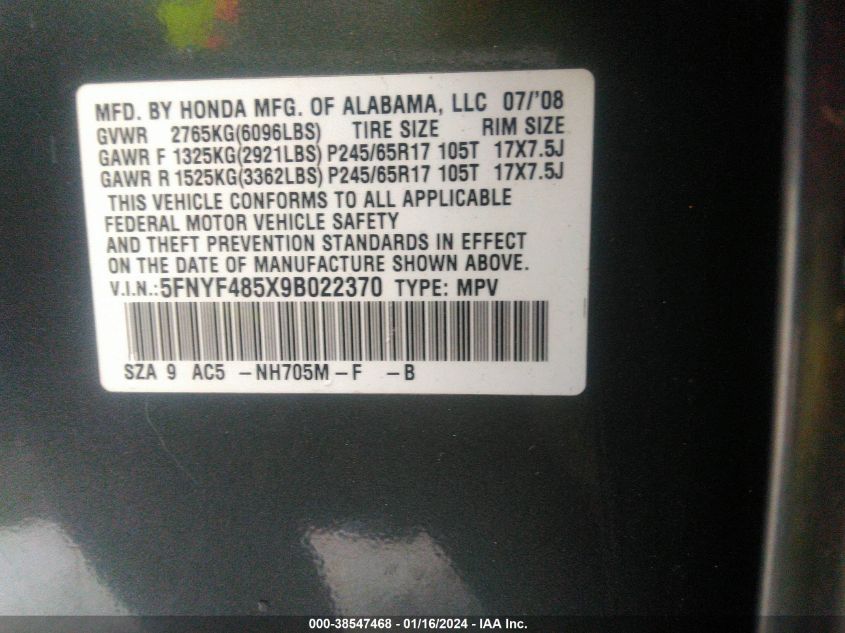 MFD. BY HONDA MFG. OF ALABAMA, LLC 07/'08
GVWR 2765KG(6096LBS) TIRE SIZE RIM SIZE
GAWR F 1325KG(2921LBS) P245/65R17 105T 17X7.5J
GAWR R 1525KG(3362LBS) P245/65R17 105T 17X7.5J
THIS VEHICLE CONFORMS TO ALL APPLICABLE
FEDERAL MOTOR VEHICLE SAFETY
AND THEFT PREVENTION STANDARDS IN EFFECT
ON THE DATE OF MANUFACTURE SHOWN ABOVE.
V.I.N.:5FNYF485X9B022370 TYPE: MPV
SZA 9 AC5 -NH705M-F -B
000-38547468 - 01/16/2024 - IAA Inc.